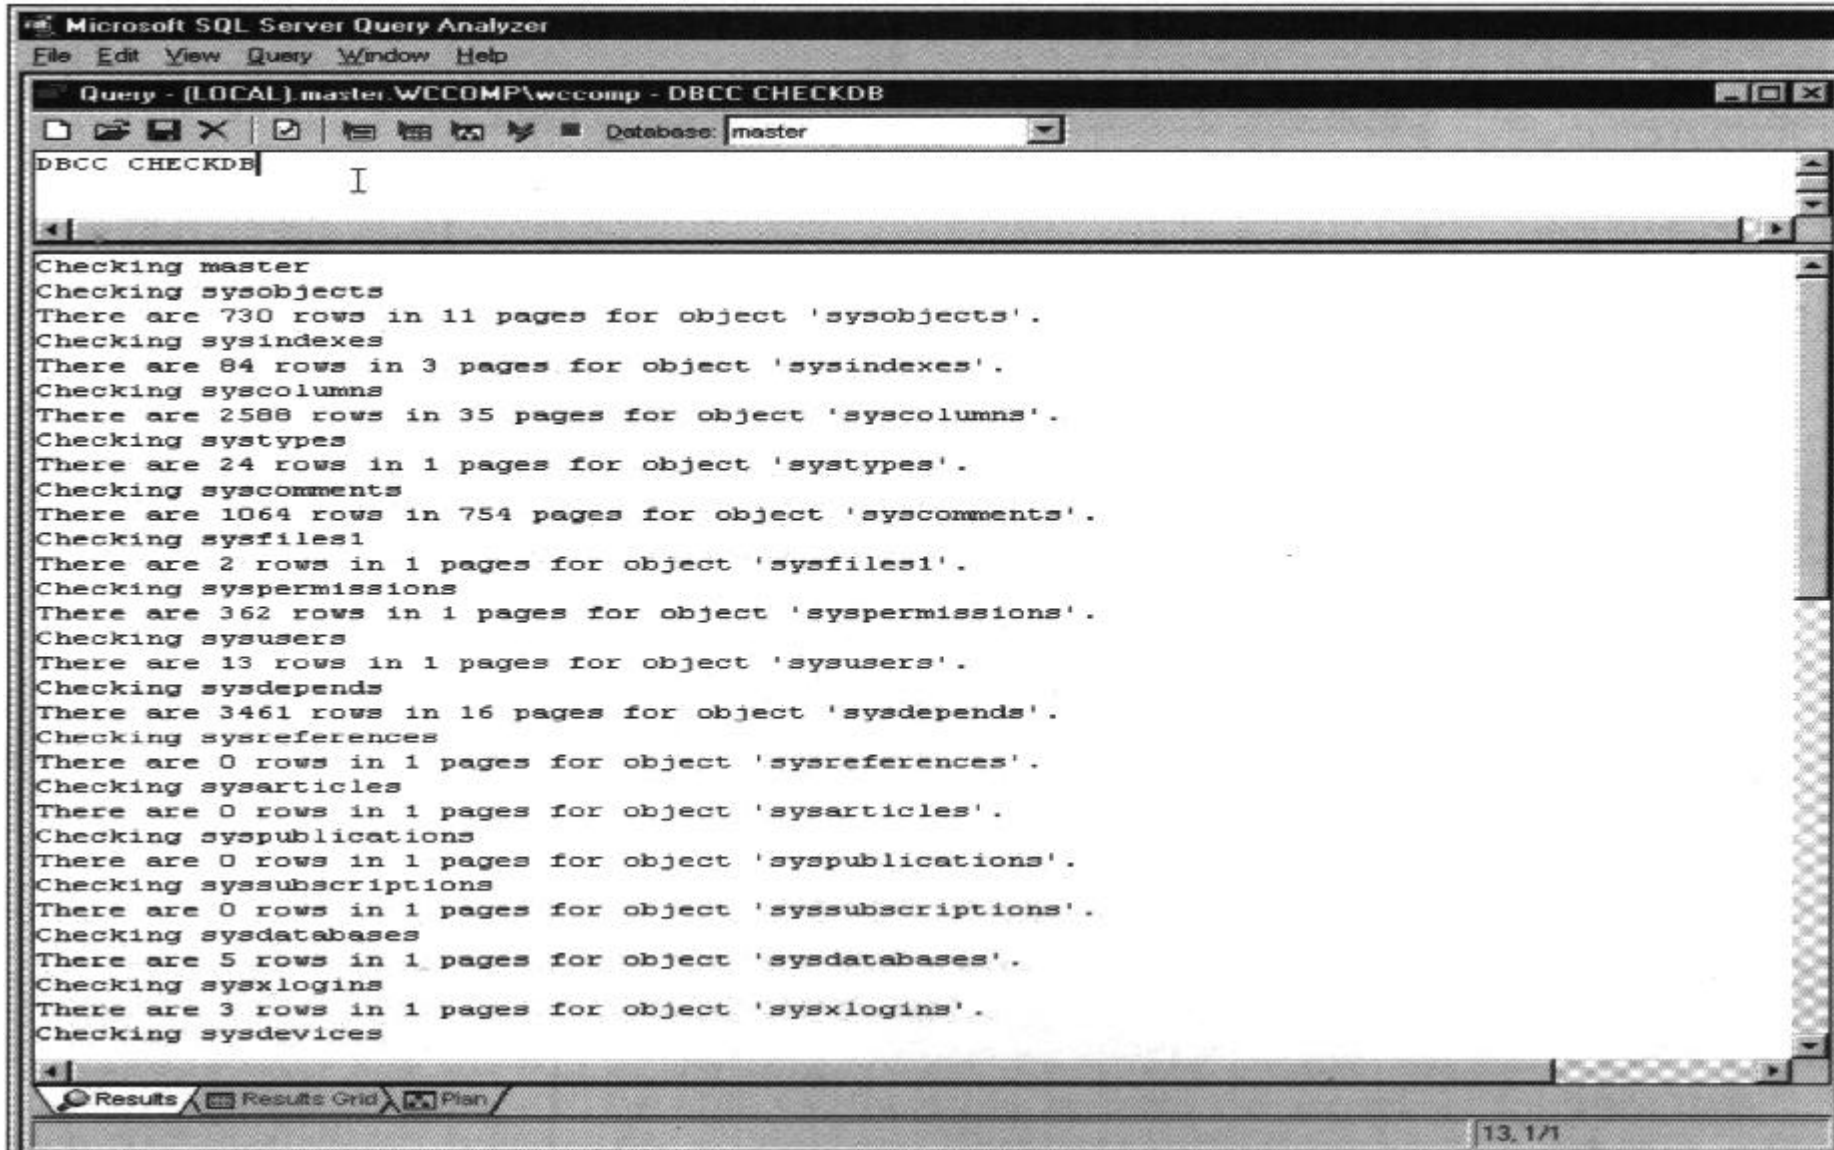 Microsoft SQL Server Query Analyzer
File Edit View Query Window Help
Query - (LOCAL).master.WCCOMP\wccomp - DBCC CHECKDB
Database: master
DBCC CHECKDB
Checking master
Checking sysobjects
There are 730 rows in 11 pages for object 'sysobjects'.
Checking sysindexes
There are 84 rows in 3 pages for object 'sysindexes'.
Checking syscolumns
There are 2588 rows in 35 pages for object 'syscolumns'.
Checking systypes
There are 24 rows in 1 pages for object 'systypes'.
Checking syscomments
There are 1064 rows in 754 pages for object 'syscomments'.
Checking sysfiles1
There are 2 rows in 1 pages for object 'sysfiles1'.
Checking syspermissions
There are 362 rows in 1 pages for object 'syspermissions'.
Checking sysusers
There are 13 rows in 1 pages for object 'sysusers'.
Checking sysdepends
There are 3461 rows in 16 pages for object 'sysdepends'.
Checking sysreferences
There are 0 rows in 1 pages for object 'sysreferences'.
Checking sysarticles
There are 0 rows in 1 pages for object 'sysarticles'.
Checking syspublications
There are 0 rows in 1 pages for object 'syspublications'.
Checking syssubscriptions
There are 0 rows in 1 pages for object 'syssubscriptions'.
Checking sysdatabases
There are 5 rows in 1 pages for object 'sysdatabases'.
Checking sysxlogins
There are 3 rows in 1 pages for object 'sysxlogins'.
Checking sysdevices
Results Results Grid Plan
13, 1/1